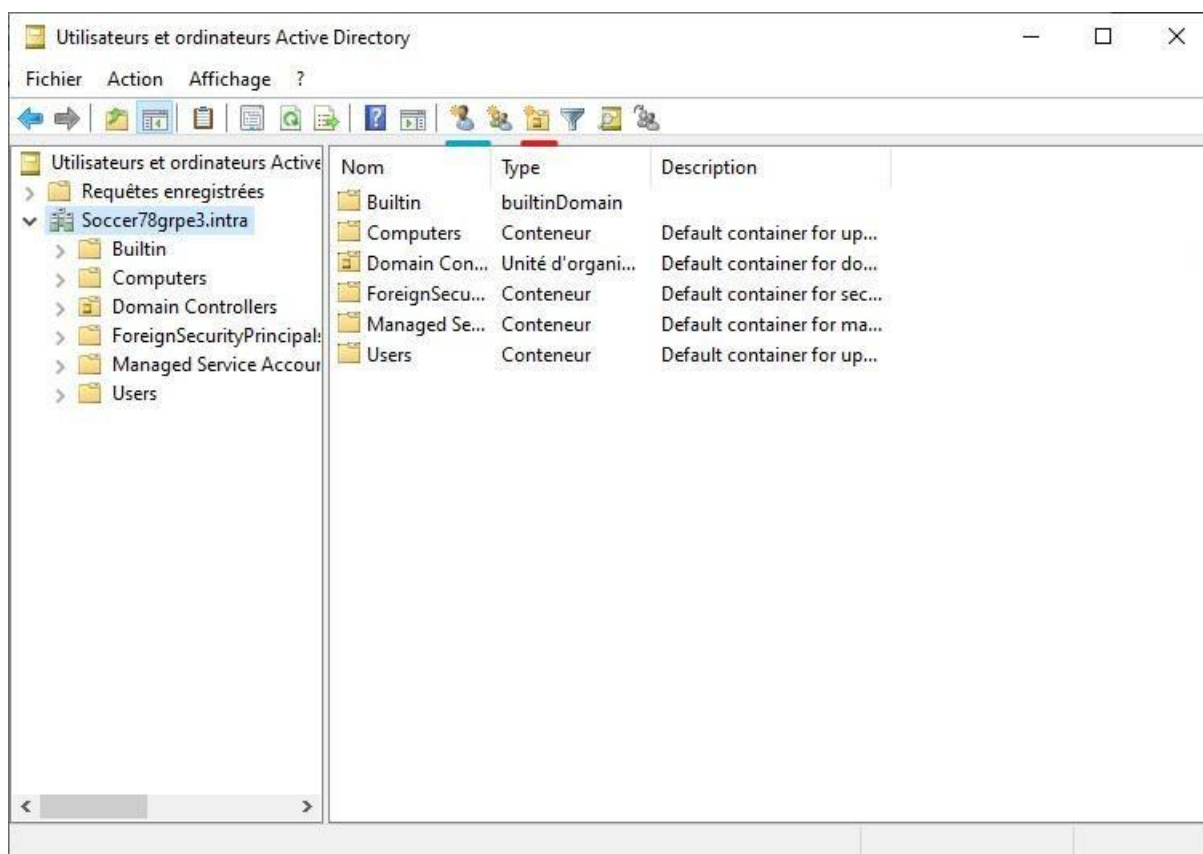 Utilisateurs et ordinateurs Active Directory
Fichier Action Affichage ?
Utilisateurs et ordinateurs Active
Requêtes enregistrées
Soccer78grpe3.intra
Builtin
Computers
Domain Controllers
ForeignSecurityPrincipal
Managed Service Accour
Users
Nom Type Description
Builtin builtinDomain
Computers Conteneur Default container for up...
Domain Con... Unité d'organi... Default container for do...
ForeignSecu... Conteneur Default container for sec...
Managed Se... Conteneur Default container for ma...
Users Conteneur Default container for up...